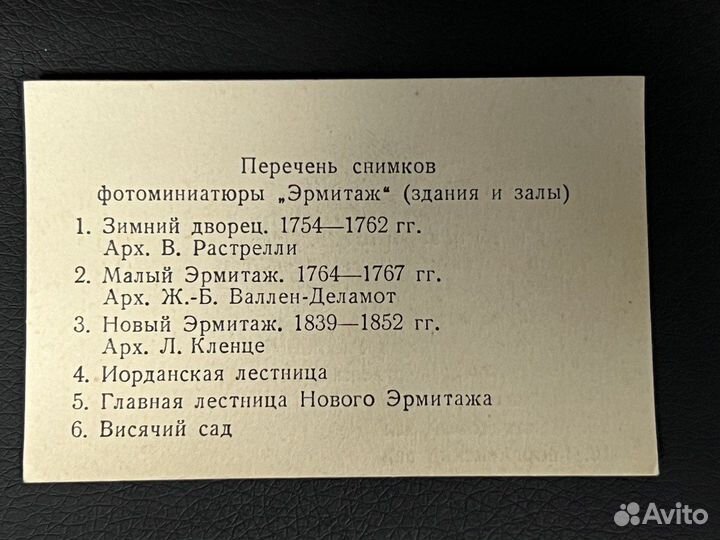 Перечень снимков
фотоминиатюры „Эрмитаж“ (здания и залы)
1. Зимний дворец. 1754—1762 гг.
Арх. В. Растрелли
2. Малый Эрмитаж. 1764—1767 гг.
Арх. Ж.-Б. Валлен-Деламот
3. Новый Эрмитаж. 1839—1852 гг.
Арх. Л. Кленце
4. Иорданская лестница
5. Главная лестница Нового Эрмитажа
6. Висячий сад
Avito